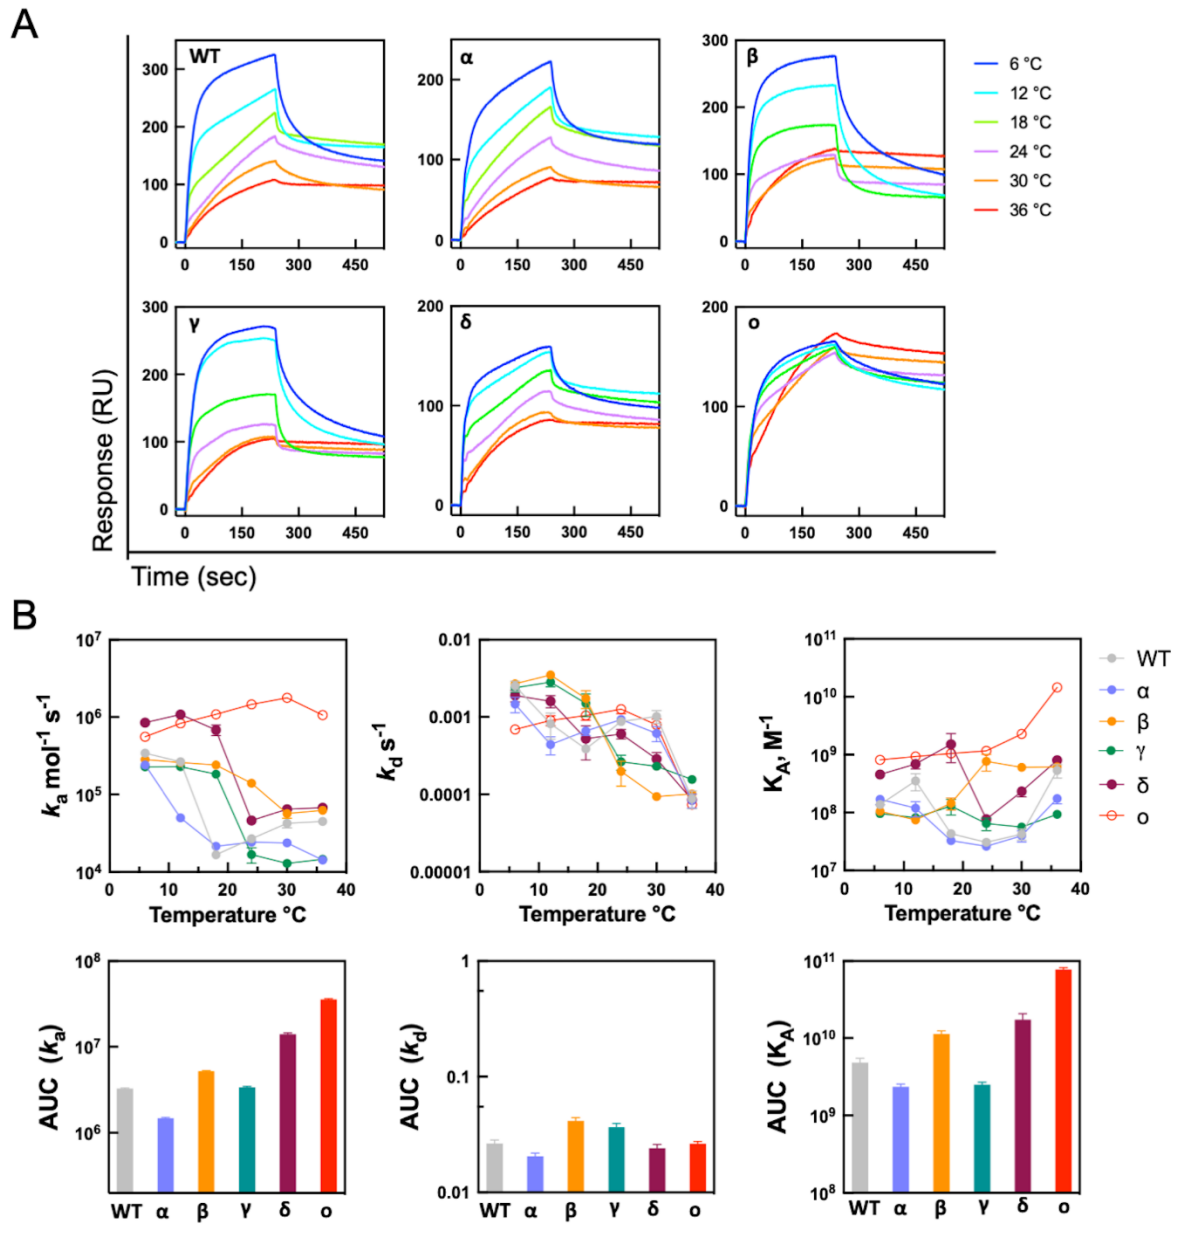 A
WT
α
β
300
200
100
0
0 150 300 450
200
100
0
0 150 300 450
300
200
100
0
0 150 300 450
6 °C
12 °C
18 °C
24 °C
30 °C
36 °C
γ
δ
o
300
200
100
0
0 150 300 450
200
100
0
0 150 300 450
200
100
0 150 300 450
Response (RU)
Time (sec)
B
10⁷
10⁶
10⁵
10⁴
kₐ mol⁻¹ s⁻¹
0 10 20 30 40
Temperature °C
0.01
0.001
0.0001
0.00001
k_d s⁻¹
0 10 20 30 40
Temperature °C
10¹¹
10¹⁰
10⁹
10⁸
10⁷
K_A, M⁻¹
0 10 20 30 40
Temperature °C
WT
α
β
γ
δ
o
10⁸
10⁷
10⁶
AUC (kₐ)
WT α β γ δ o
1
0.1
0.01
AUC (k_d)
WT α β γ δ o
10¹¹
10¹⁰
10⁹
10⁸
AUC (K_A)
WT α β γ δ o